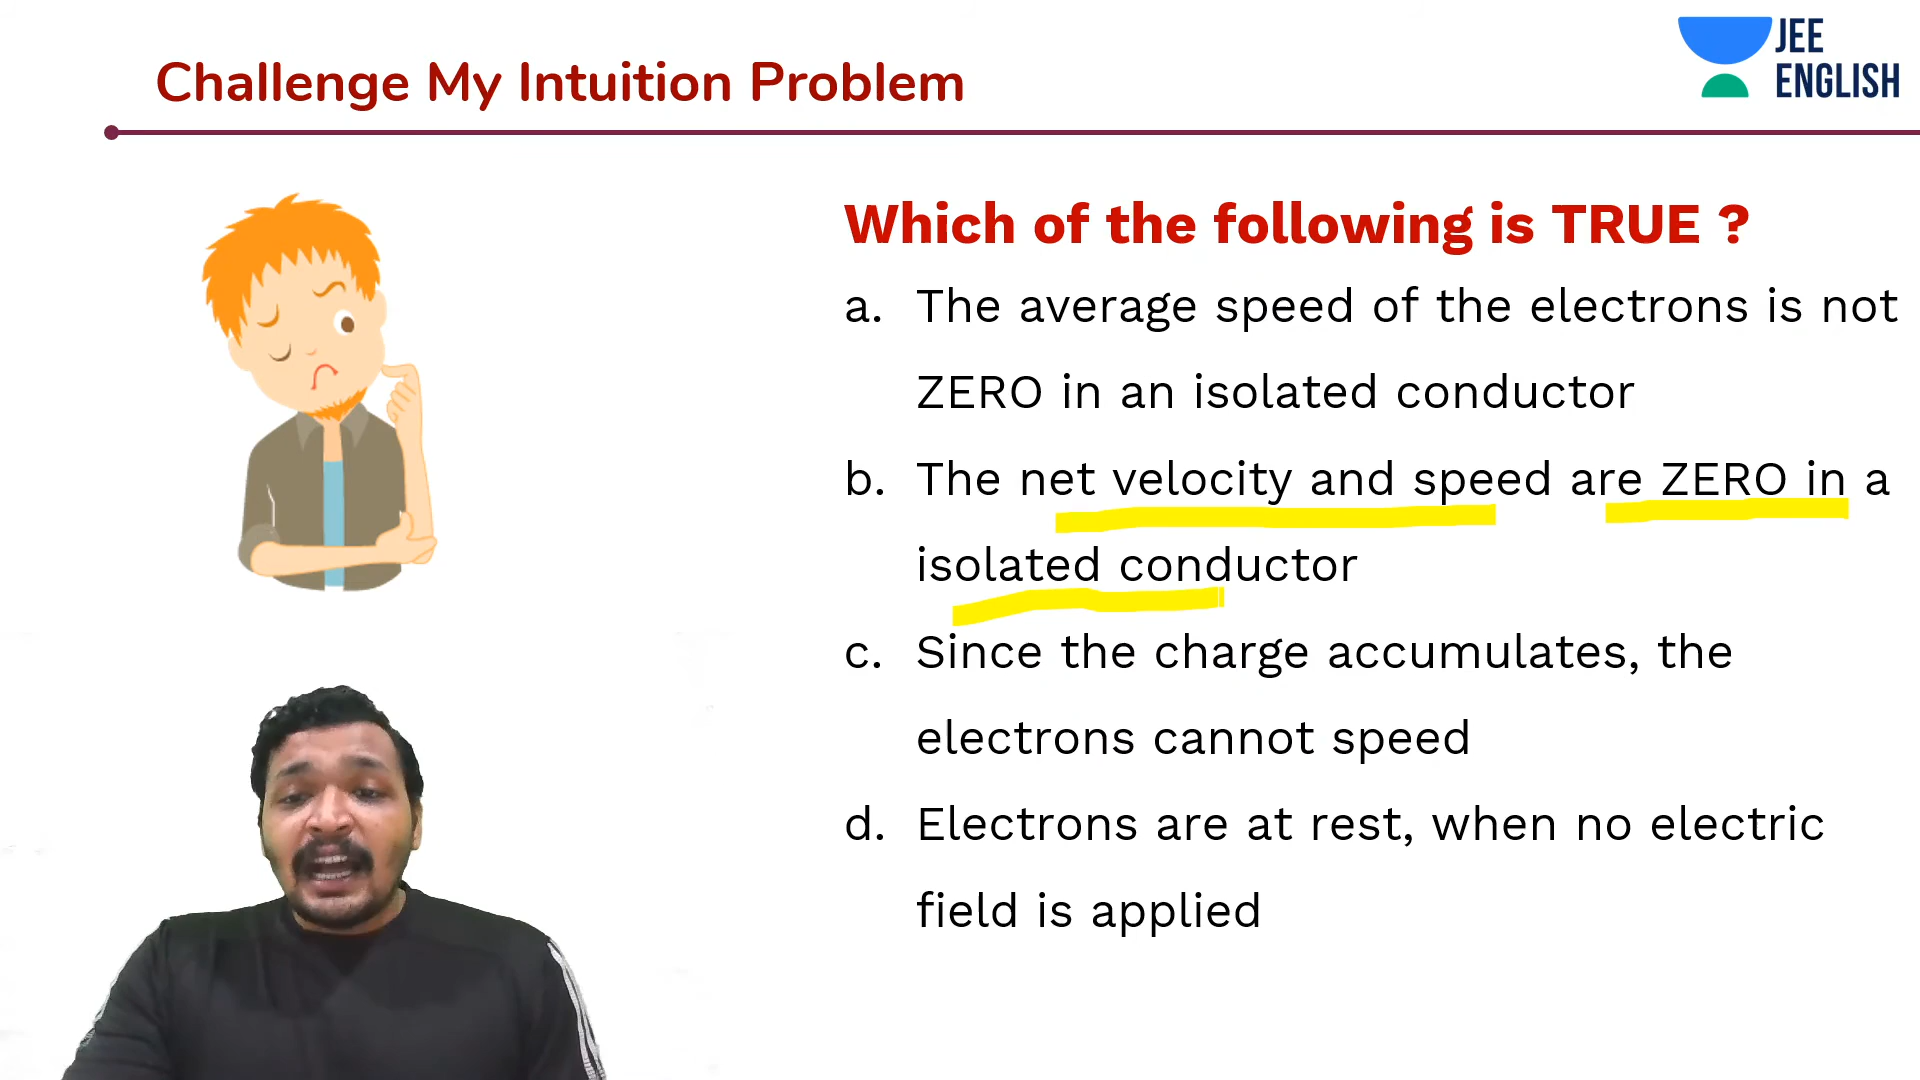 Challenge My Intuition Problem
JEE
ENGLISH
Which of the following is TRUE ?
a. The average speed of the electrons is not
ZERO in an isolated conductor
b. The net velocity and speed are ZERO in a
isolated conductor
c. Since the charge accumulates, the
electrons cannot speed
d. Electrons are at rest, when no electric
field is applied